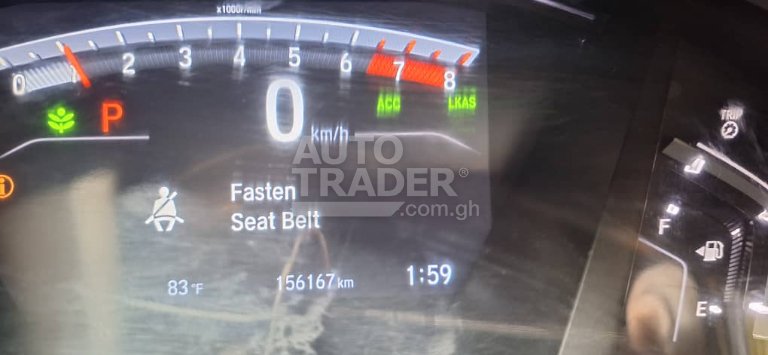 x1000r/min
0 1 2 3 4 5 6 7 8
P
0 km/h
ACC
LKAS
TRIP
i
AUTO
TRADER®
.com.gh
Fasten
Seat Belt
83°F
156167 km
1:59
F
E